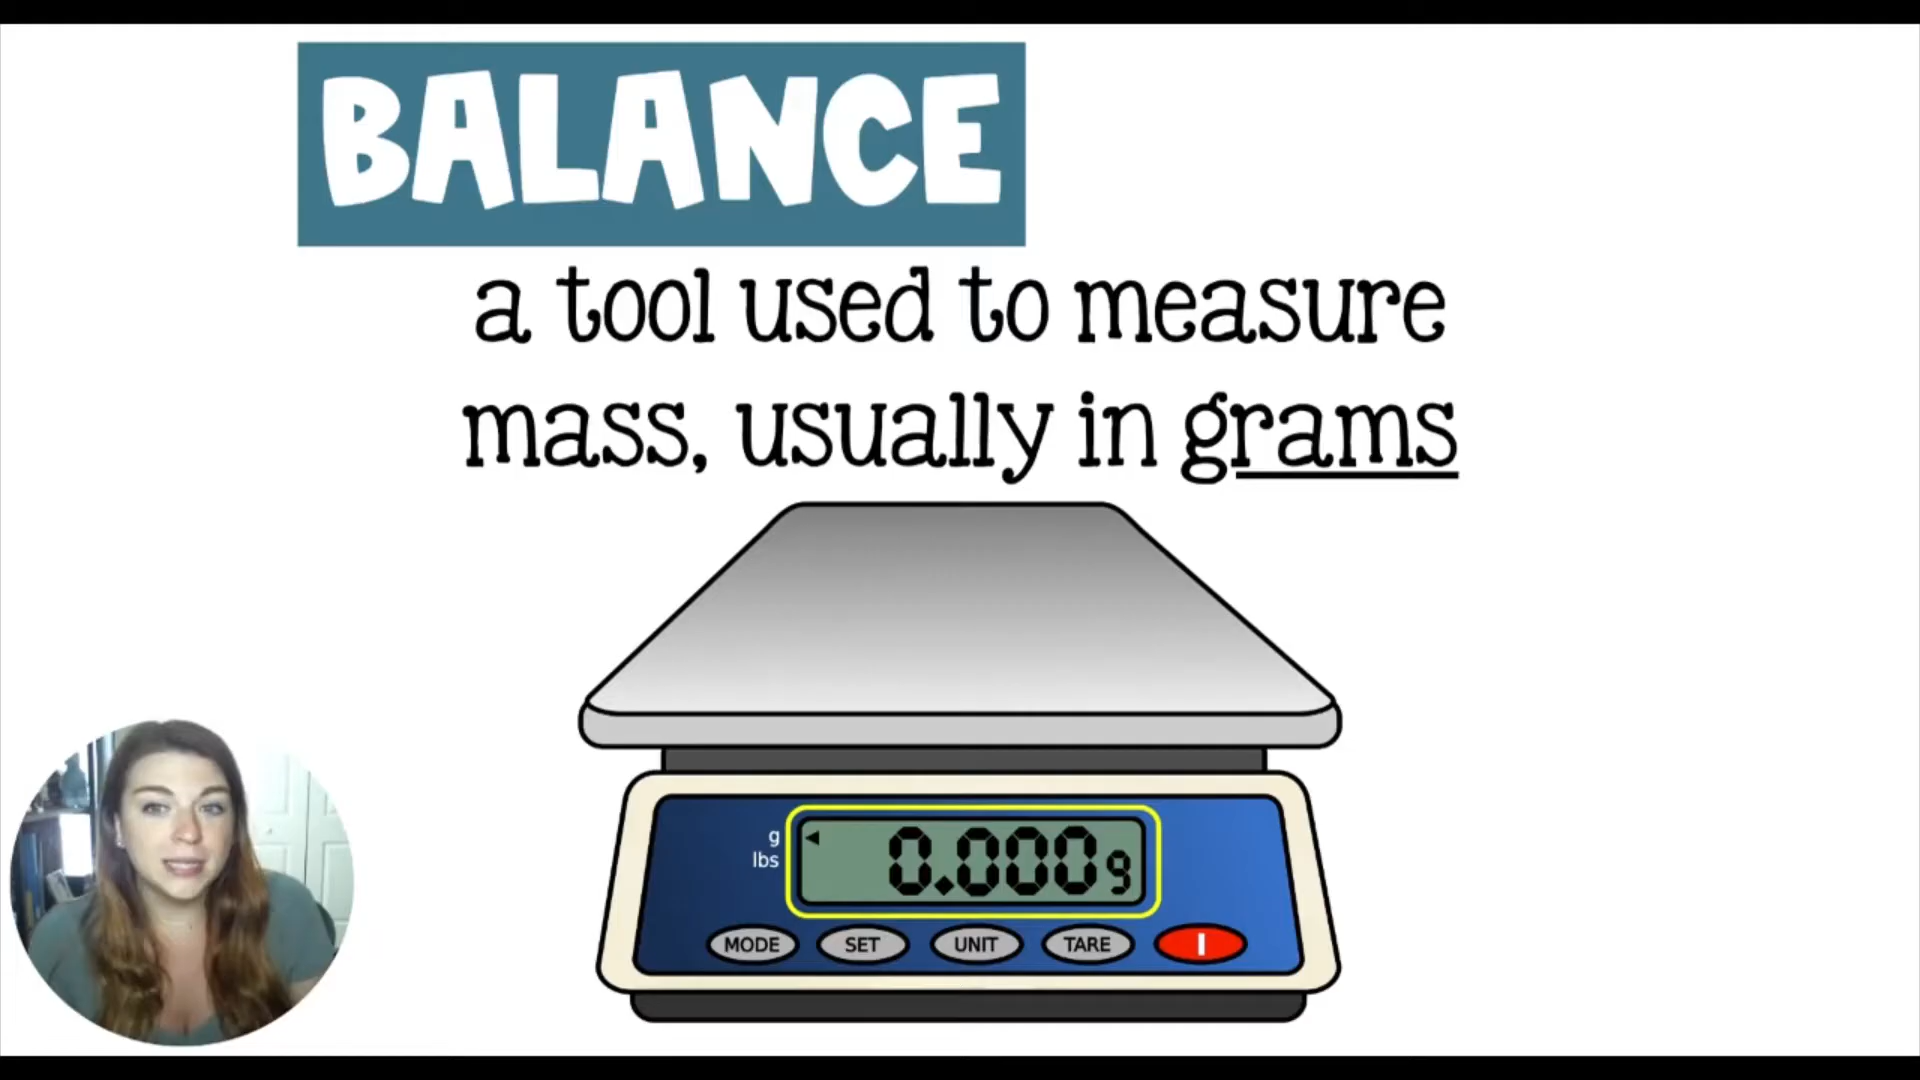 BALANCE
a tool used to measure
mass, usually in grams
g
lbs
0.000g
MODE SET UNIT TARE I